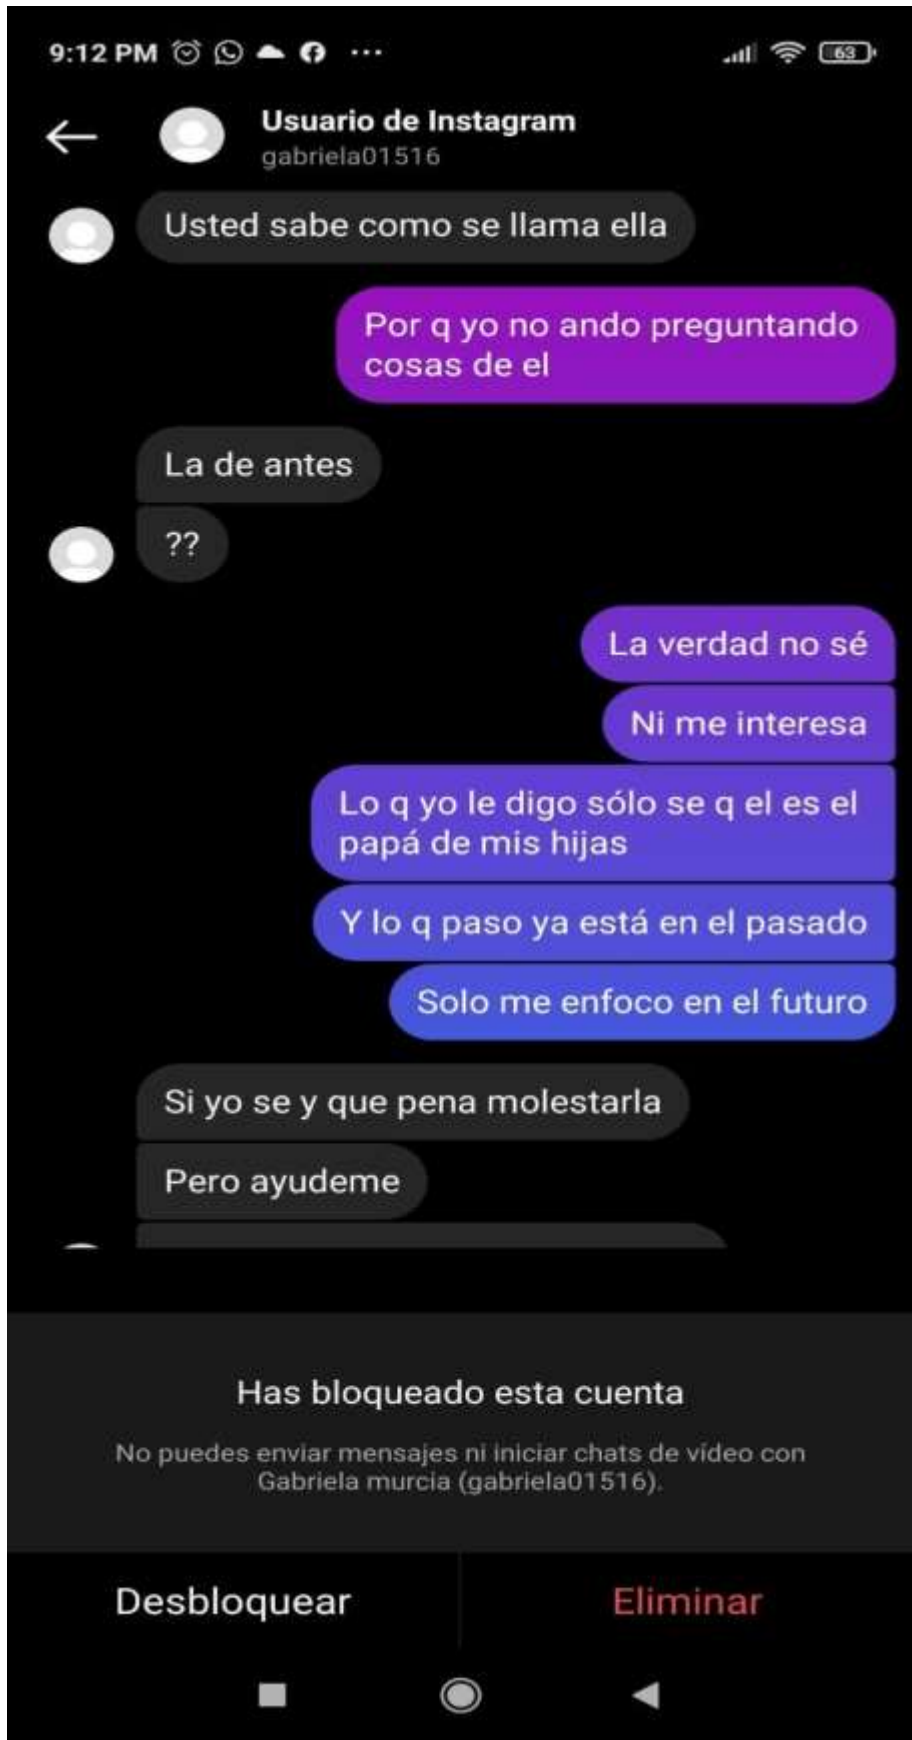 9:12 PM
63
Usuario de Instagram
gabriela01516
Usted sabe como se llama ella
Por q yo no ando preguntando
cosas de el
La de antes
??
La verdad no sé
Ni me interesa
Lo q yo le digo sólo se q el es el
papá de mis hijas
Y lo q paso ya está en el pasado
Solo me enfoco en el futuro
Si yo se y que pena molestarla
Pero ayudeme
Has bloqueado esta cuenta
No puedes enviar mensajes ni iniciar chats de vídeo con
Gabriela murcia (gabriela01516).
Desbloquear
Eliminar